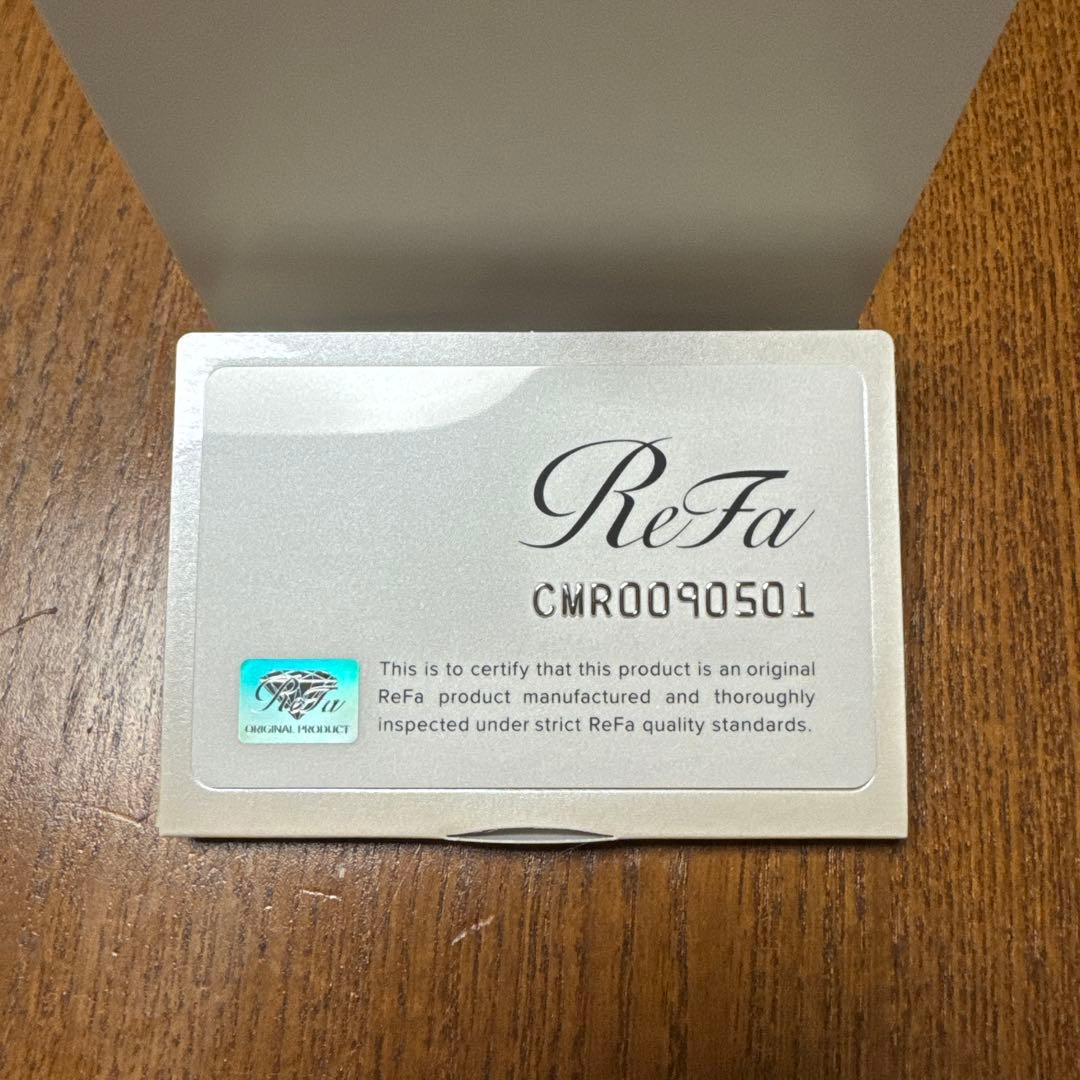 ReFa
CMR0090501
This is to certify that this product is an original
ReFa product manufactured and thoroughly
inspected under strict ReFa quality standards.
ReFa
ORIGINAL PRODUCT